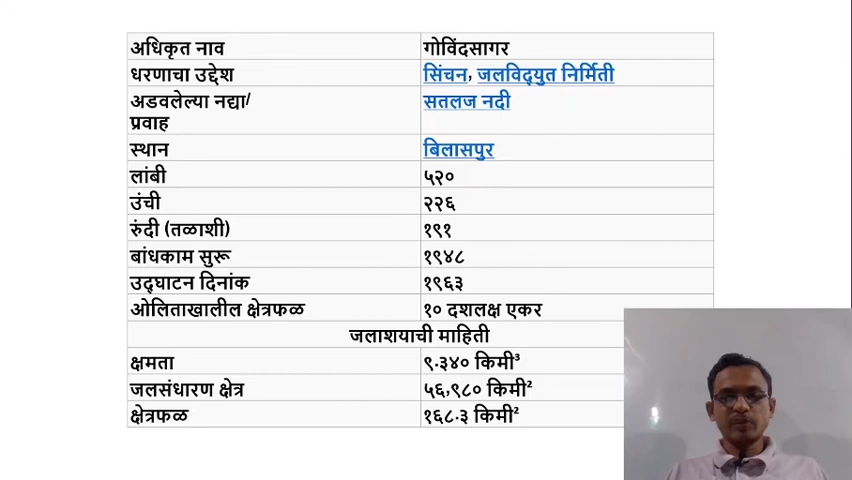 अधिकृत नाव गोविंदसागर
धरणाचा उद्देश सिंचन, जलविद्युत निर्मिती
अडवलेल्या नद्या/ सतलज नदी
प्रवाह
स्थान बिलासपुर
लांबी ५२०
उंची २२६
रुंदी (तळाशी) १९१
बांधकाम सुरू १९४८
उद्घाटन दिनांक १९६३
ओलिताखालील क्षेत्रफळ १० दशलक्ष एकर
जलाशयाची माहिती
क्षमता ९.३४० किमी³
जलसंधारण क्षेत्र ५६,९८० किमी²
क्षेत्रफळ १६८.३ किमी²